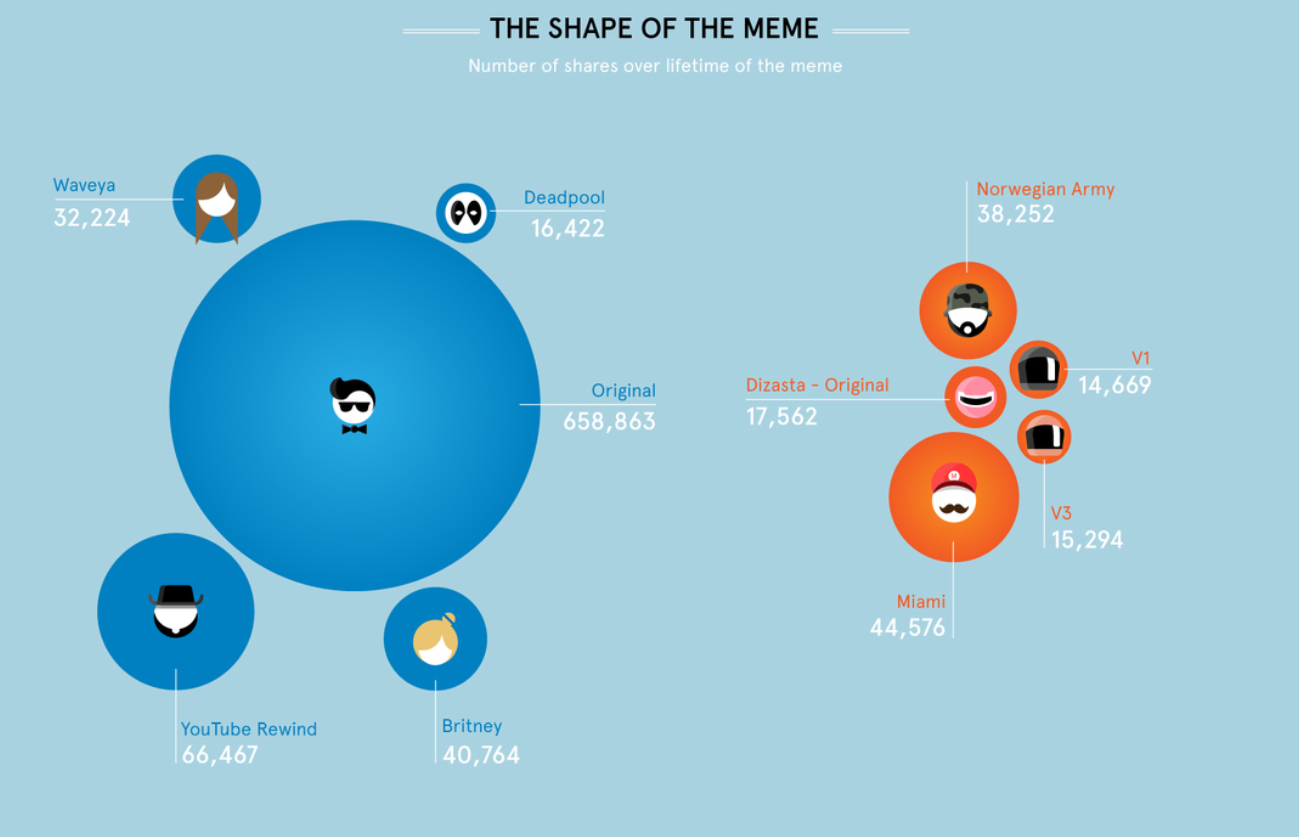 THE SHAPE OF THE MEME
Number of shares over lifetime of the meme
Waveya
32,224
Deadpool
16,422
Original
658,863
YouTube Rewind
66,467
Britney
40,764
Norwegian Army
38,252
V1
14,669
Dizasta - Original
17,562
M
V3
15,294
Miami
44,576